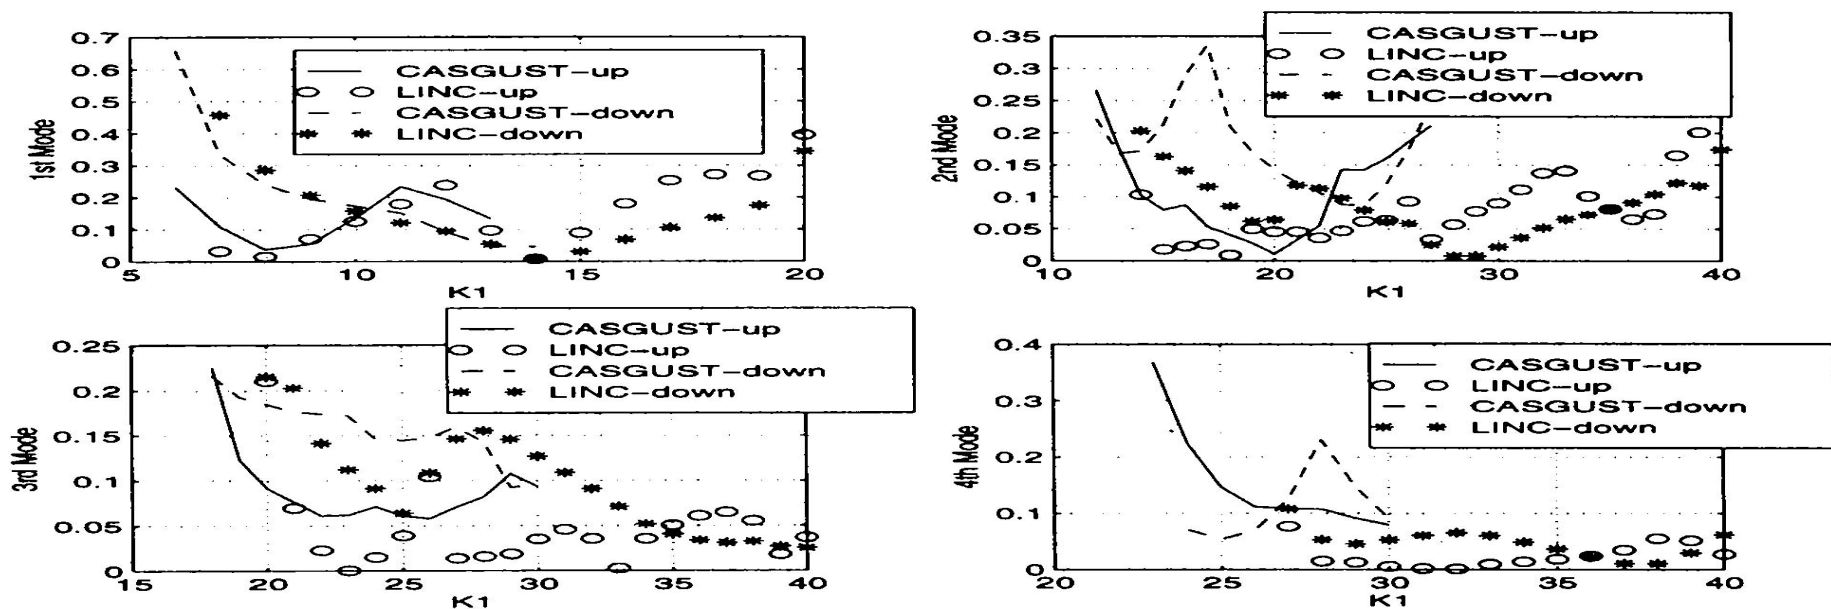 0.7
0.6
0.5
0.4
0.3
0.2
0.1
0
1st Mode
CASGUST-up
LINC-up
CASGUST-down
LINC-down
5
10
15
20
K1
0.35
0.3
0.25
0.2
0.15
0.1
0.05
0
2nd Mode
CASGUST-up
LINC-up
CASGUST-down
LINC-down
10
20
30
40
K1
0.25
0.2
0.15
0.1
0.05
0
3rd Mode
CASGUST-up
LINC-up
CASGUST-down
LINC-down
15
20
25
30
35
40
K1
0.4
0.3
0.2
0.1
0
4th Mode
CASGUST-up
LINC-up
CASGUST-down
LINC-down
20
25
30
35
40
K1